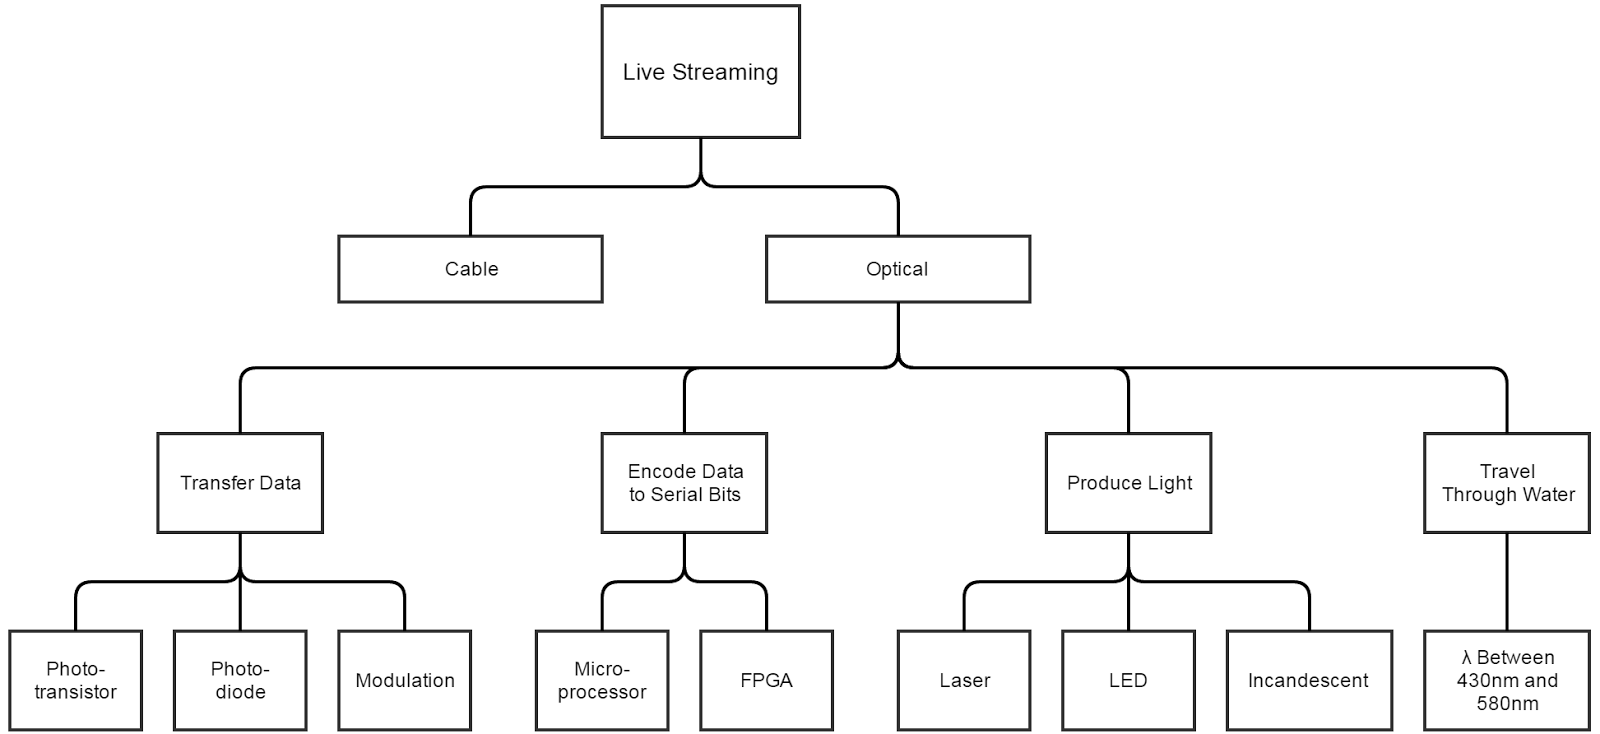 Live Streaming
Cable
Optical
Transfer Data
Encode Data
to Serial Bits
Produce Light
Travel
Through Water
Photo-
transistor
Photo-
diode
Modulation
Micro-
processor
FPGA
Laser
LED
Incandescent
λ Between
430nm and
580nm